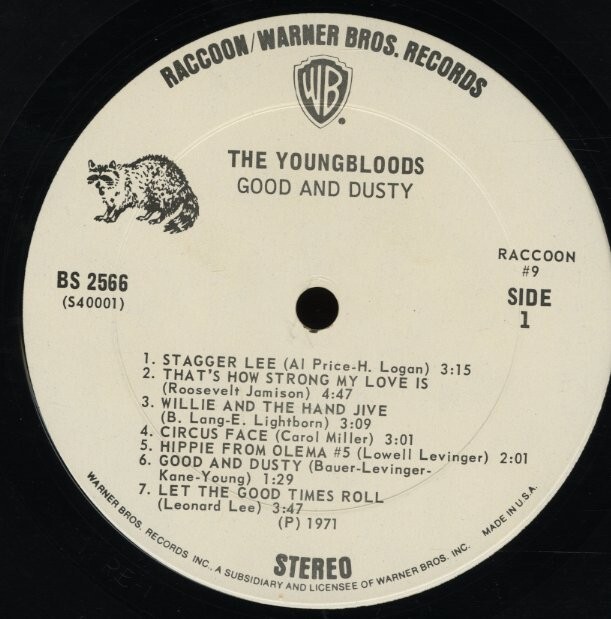 RACCOON/WARNER BROS. RECORDS
WB
THE YOUNGBLOODS
GOOD AND DUSTY
BS 2566
(S40001)
RACCOON
#9
SIDE
1
1. STAGGER LEE (Al Price-H. Logan) 3:15
2. THAT'S HOW STRONG MY LOVE IS
(Roosevelt Jamison) 4:47
3. WILLIE AND THE HAND JIVE
(B. Lang-E. Lightborn) 3:09
4. CIRCUS FACE (Carol Miller) 3:01
5. HIPPIE FROM OLEMA #5 (Lowell Levinger) 2:01
6. GOOD AND DUSTY (Bauer-Levinger-
Kane-Young) 1:29
7. LET THE GOOD TIMES ROLL
(Leonard Lee) 3:47
(P) 1971
STEREO
WARNER BROS. RECORDS INC., A SUBSIDIARY AND LICENSEE OF WARNER BROS. INC. MADE IN U.S.A.